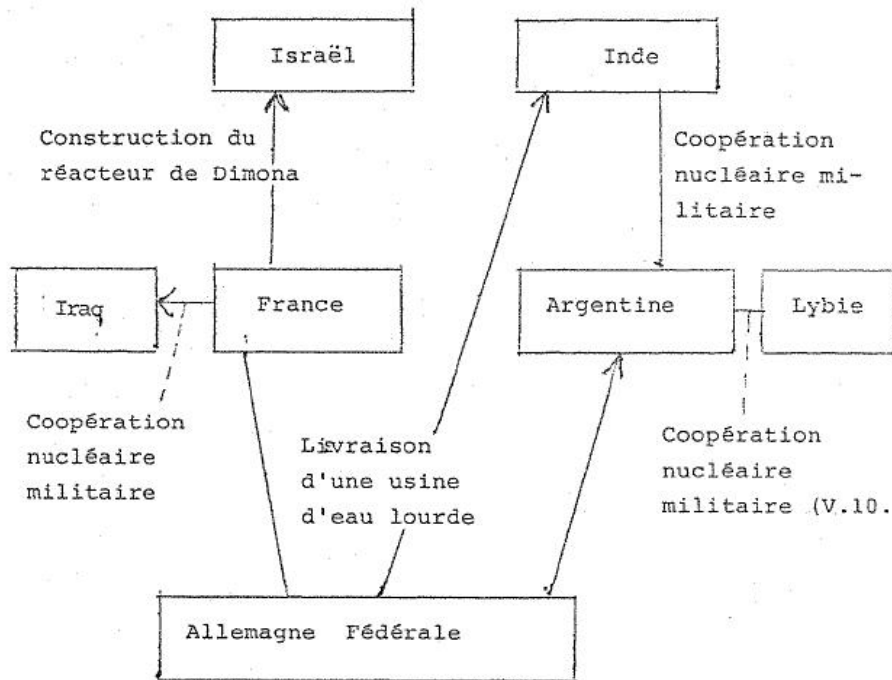 Israël
Inde
Construction du
réacteur de Dimona
Coopération
nucléaire mi-
litaire
Iraq
France
Argentine
Lybie
Coopération
nucléaire
militaire
Livraison
d'une usine
d'eau lourde
Coopération
nucléaire
militaire (V.10.
Allemagne Fédérale